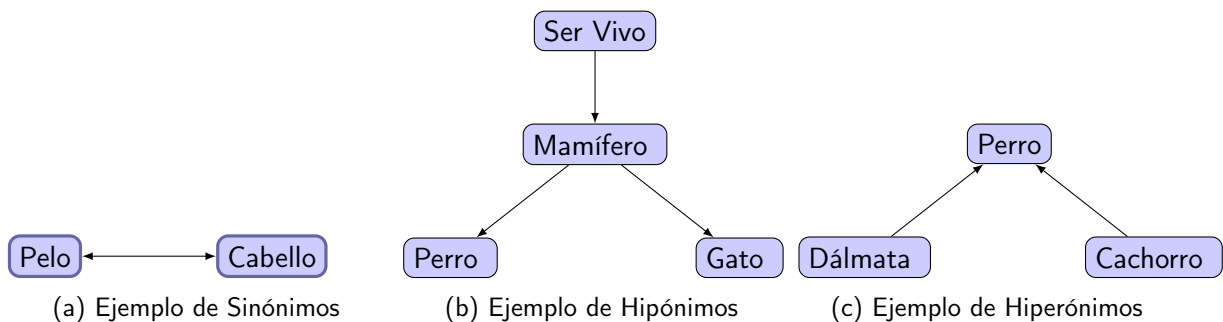 Ser Vivo
Mamífero
Perro
Pelo
Cabello
Perro
Gato
Dálmata
Cachorro
(a) Ejemplo de Sinónimos
(b) Ejemplo de Hipónimos
(c) Ejemplo de Hiperónimos